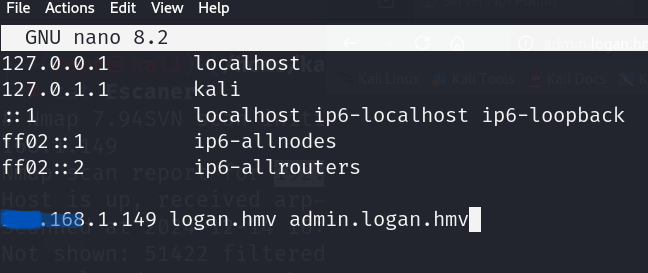 File Actions Edit View Help
GNU nano 8.2
127.0.0.1 localhost
127.0.1.1 kali
::1 localhost ip6-localhost ip6-loopback
ff02::1 ip6-allnodes
ff02::2 ip6-allrouters
.168.1.149 logan.hmv admin.logan.hmv